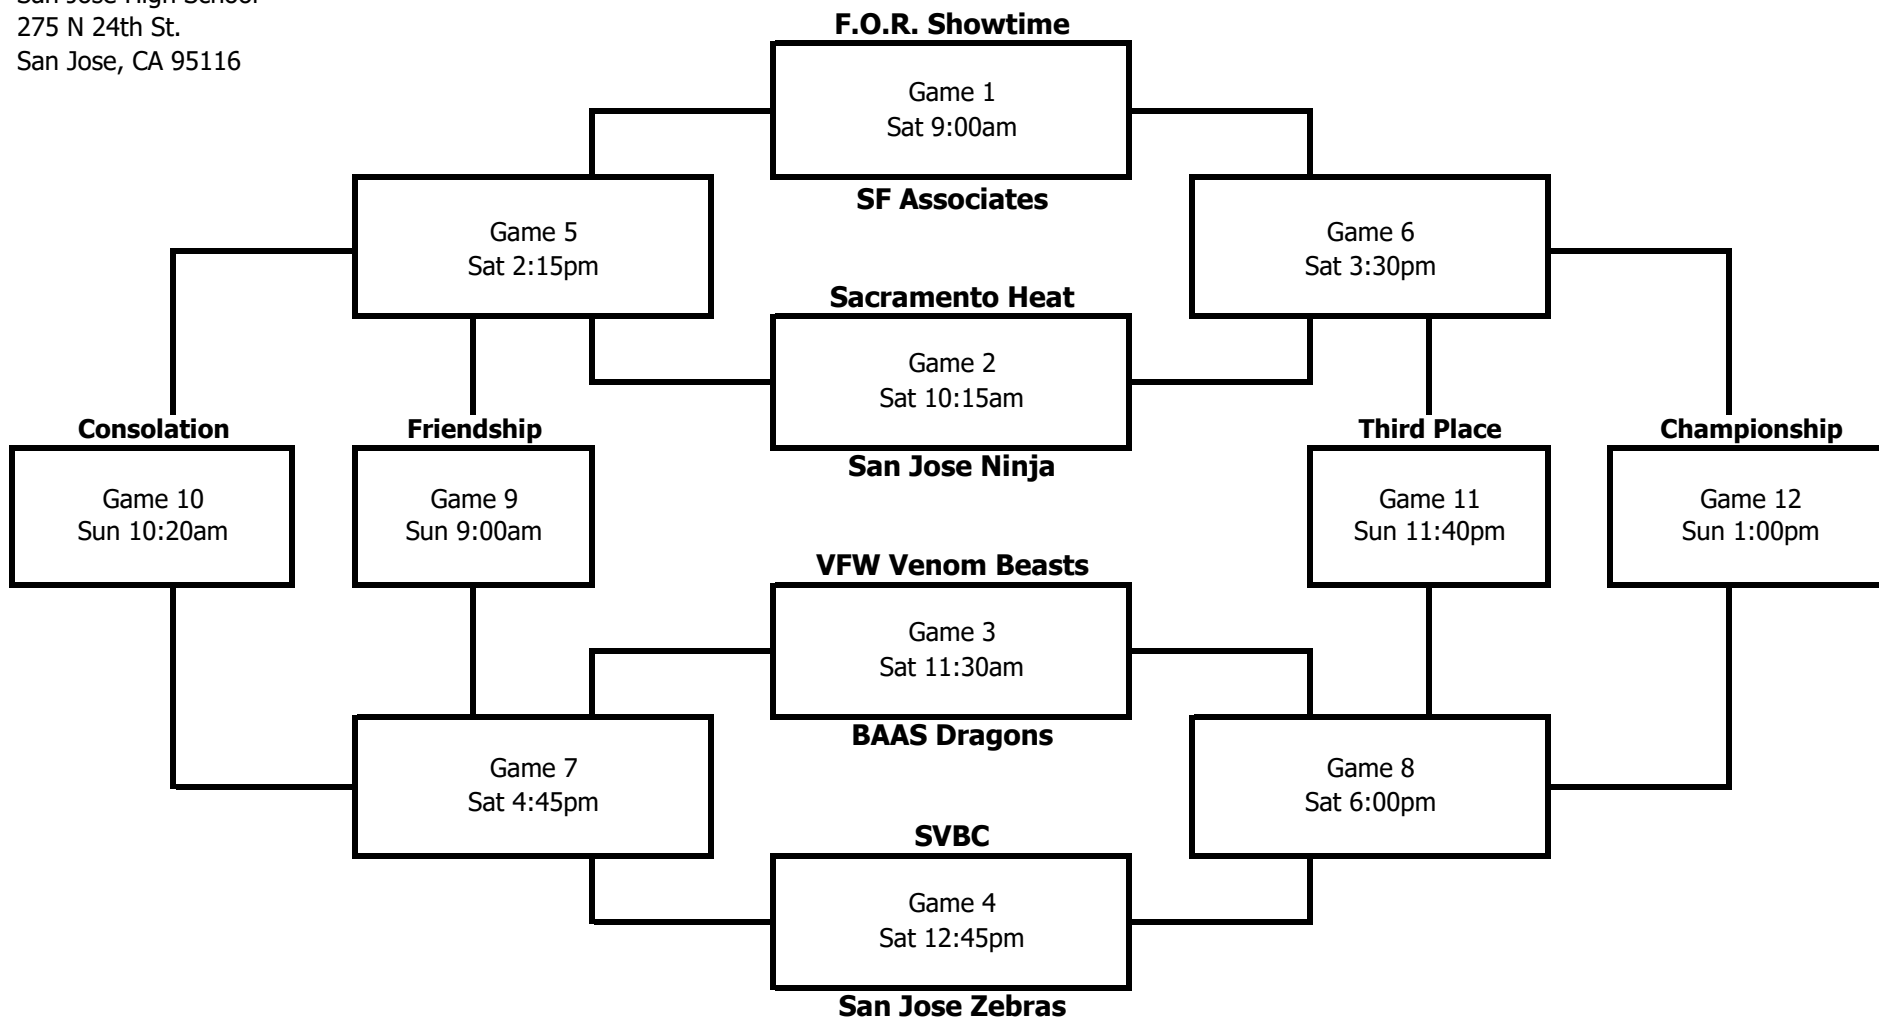 San Jose High School
275 N 24th St.
San Jose, CA 95116
F.O.R. Showtime
Game 1
Sat 9:00am
SF Associates
Game 5
Sat 2:15pm
Game 6
Sat 3:30pm
Sacramento Heat
Game 2
Sat 10:15am
San Jose Ninja
Consolation
Game 10
Sun 10:20am
Friendship
Game 9
Sun 9:00am
Third Place
Game 11
Sun 11:40pm
Championship
Game 12
Sun 1:00pm
VFW Venom Beasts
Game 3
Sat 11:30am
BAAS Dragons
Game 7
Sat 4:45pm
Game 8
Sat 6:00pm
SVBC
Game 4
Sat 12:45pm
San Jose Zebras